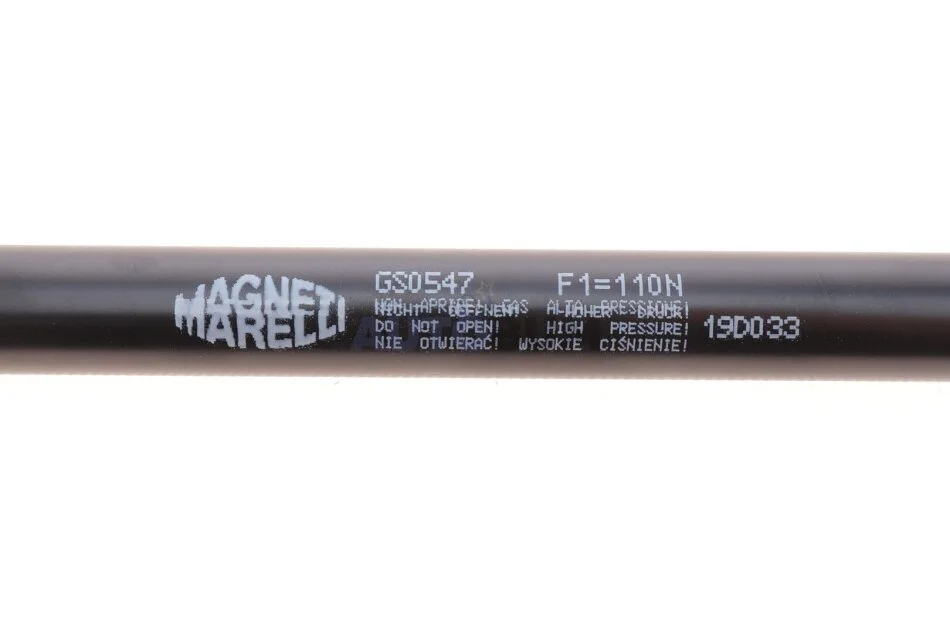 MAGNETI
MARELLI
GS0547 F1=110N
NON APRIRE! GAS ALTA PRESSIONE!
NICHT OEFFNEN! HOHER DRUCK!
DO NOT OPEN! HIGH PRESSURE!
NIE OTWIERAĆ! WYSOKIE CIŚNIENIE!
19D033